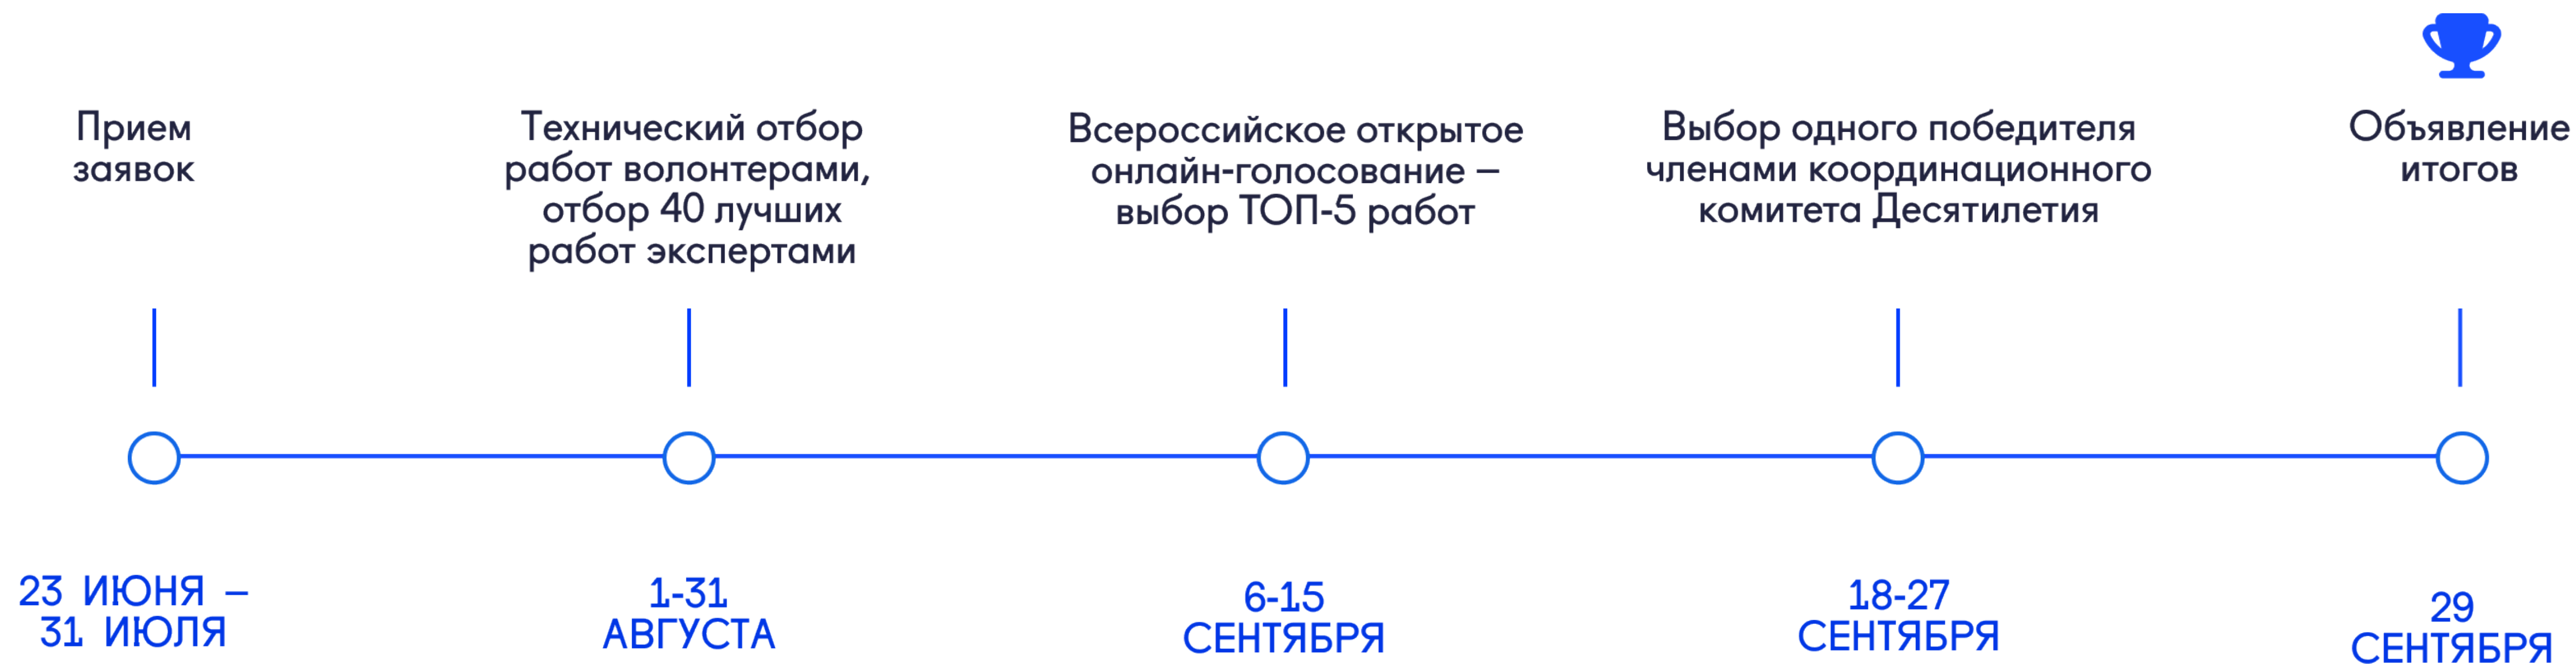 Прием
заявок
Технический отбор
работ волонтерами,
отбор 40 лучших
работ экспертами
Всероссийское открытое
онлайн-голосование –
выбор ТОП-5 работ
Выбор одного победителя
членами координационного
комитета Десятилетия
Объявление
итогов
23 ИЮНЯ –
31 ИЮЛЯ
1-31
АВГУСТА
6-15
СЕНТЯБРЯ
18-27
СЕНТЯБРЯ
29
СЕНТЯБРЯ